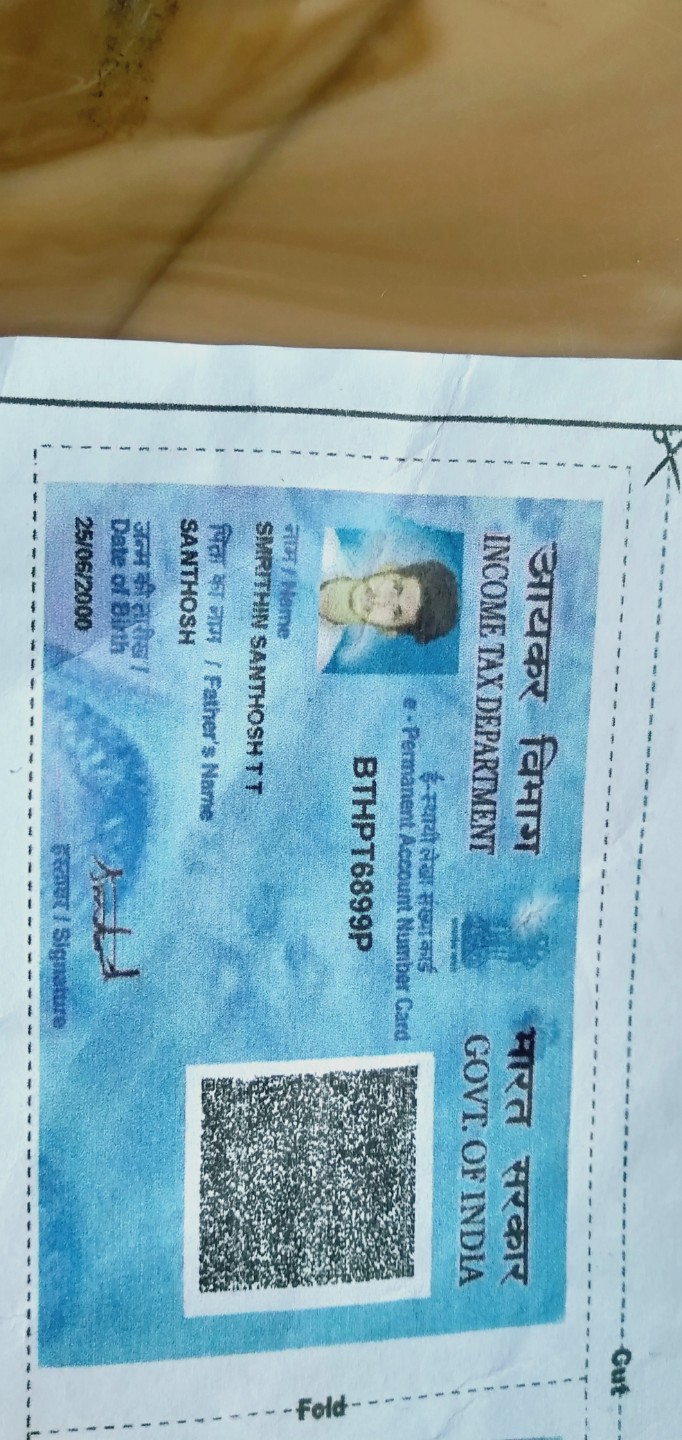 आयकर विभाग
INCOME TAX DEPARTMENT
भारत सरकार
GOVT. OF INDIA
ई-स्थायी लेखा संख्या कार्ड
e - Permanent Account Number Card
BTHPT6899P
नाम / Name
SMRITHIN SANTHOSH T T
पिता का नाम / Father's Name
SANTHOSH
जन्म की तारीख /
Date of Birth
25/06/2000
हस्ताक्षर / Signature
Cut
Fold